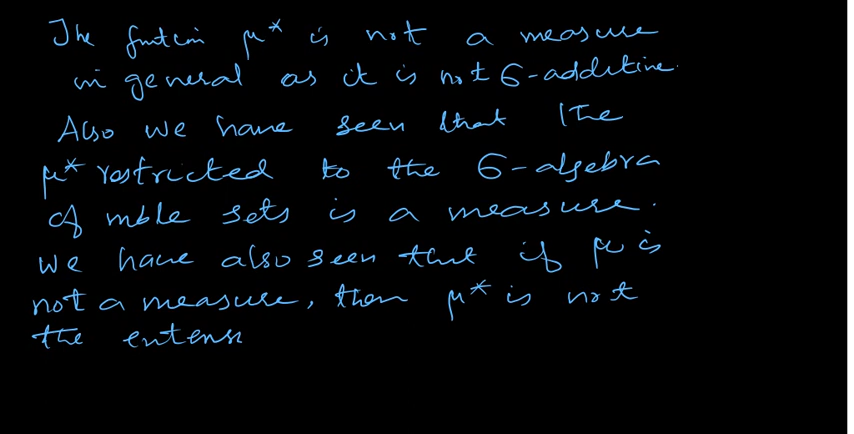 The function μ* is not a measure
in general as it is not σ-additive.
Also we have seen that the
μ* restricted to the σ-algebra
of mble sets is a measure.
we have also seen that if μ is
not a measure, then μ* is not
the extens